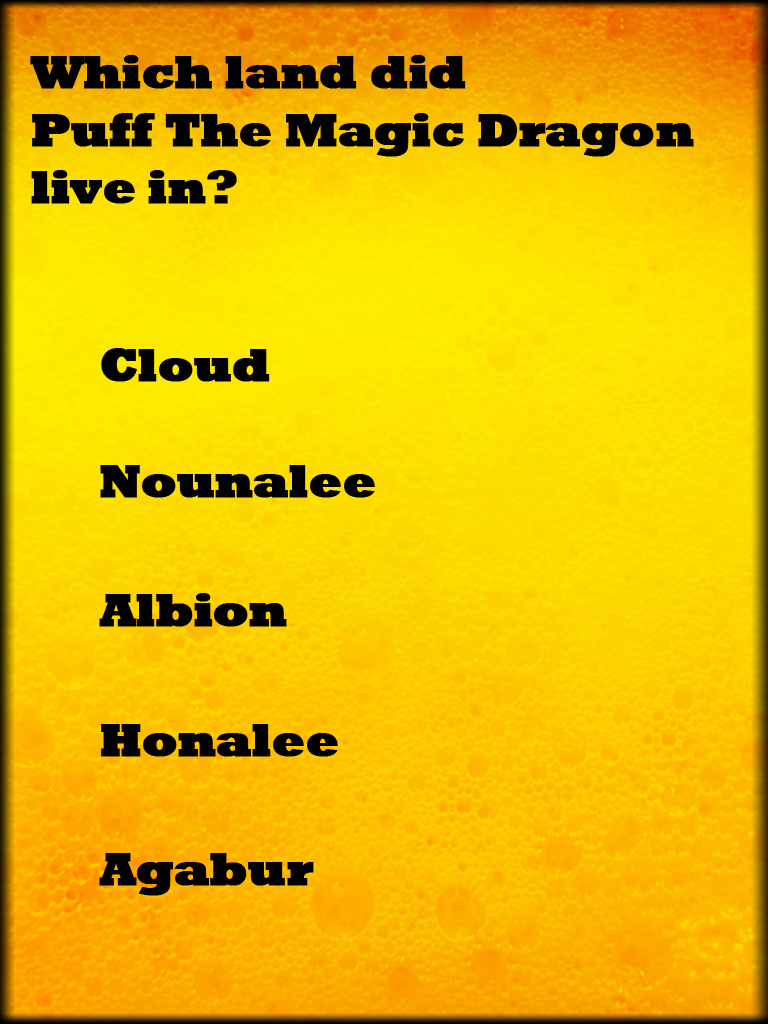 Which land did
Puff The Magic Dragon
live in?
Cloud
Nounalee
Albion
Honalee
Agabur